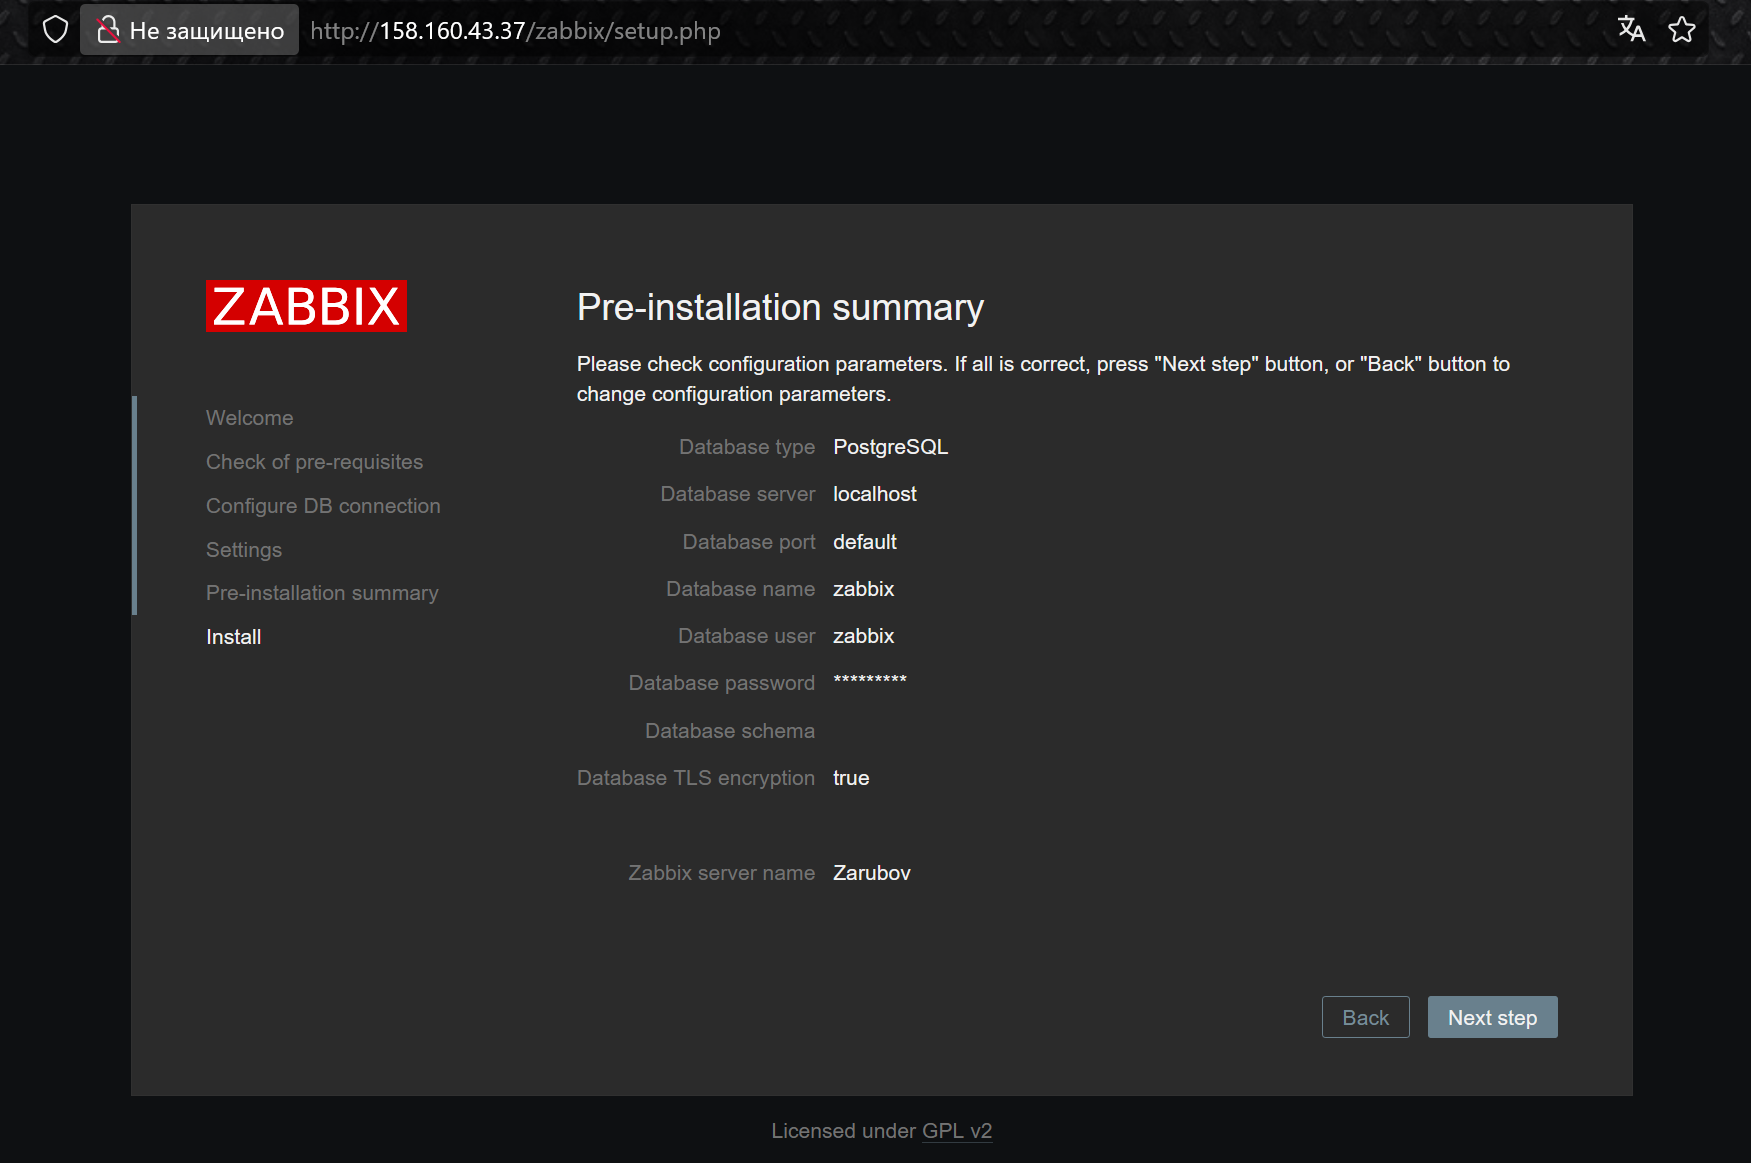 Не защищено
http://158.160.43.37/zabbix/setup.php
ZABBIX
Welcome
Check of pre-requisites
Configure DB connection
Settings
Pre-installation summary
Install
Pre-installation summary
Please check configuration parameters. If all is correct, press "Next step" button, or "Back" button to
change configuration parameters.
Database type PostgreSQL
Database server localhost
Database port default
Database name zabbix
Database user zabbix
Database password *********
Database schema
Database TLS encryption true
Zabbix server name Zarubov
Back Next step
Licensed under GPL v2